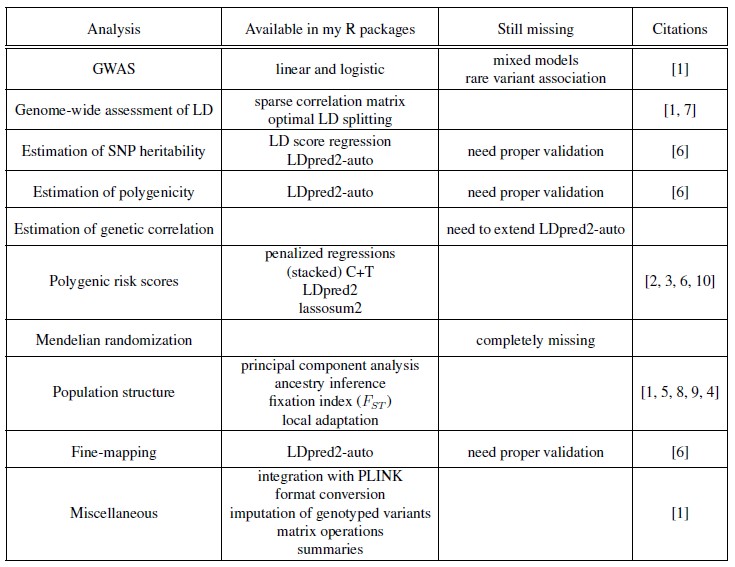 Analysis Available in my R packages Still missing Citations
GWAS linear and logistic mixed models
rare variant association [1]
Genome-wide assessment of LD sparse correlation matrix
optimal LD splitting [1, 7]
Estimation of SNP heritability LD score regression
LDpred2-auto need proper validation [6]
Estimation of polygenicity LDpred2-auto need proper validation [6]
Estimation of genetic correlation need to extend LDpred2-auto
Polygenic risk scores penalized regressions
(stacked) C+T
LDpred2
lassosum2 [2, 3, 6, 10]
Mendelian randomization completely missing
Population structure principal component analysis
ancestry inference
fixation index (F_ST)
local adaptation [1, 5, 8, 9, 4]
Fine-mapping LDpred2-auto need proper validation [6]
Miscellaneous integration with PLINK
format conversion
imputation of genotyped variants
matrix operations
summaries [1]